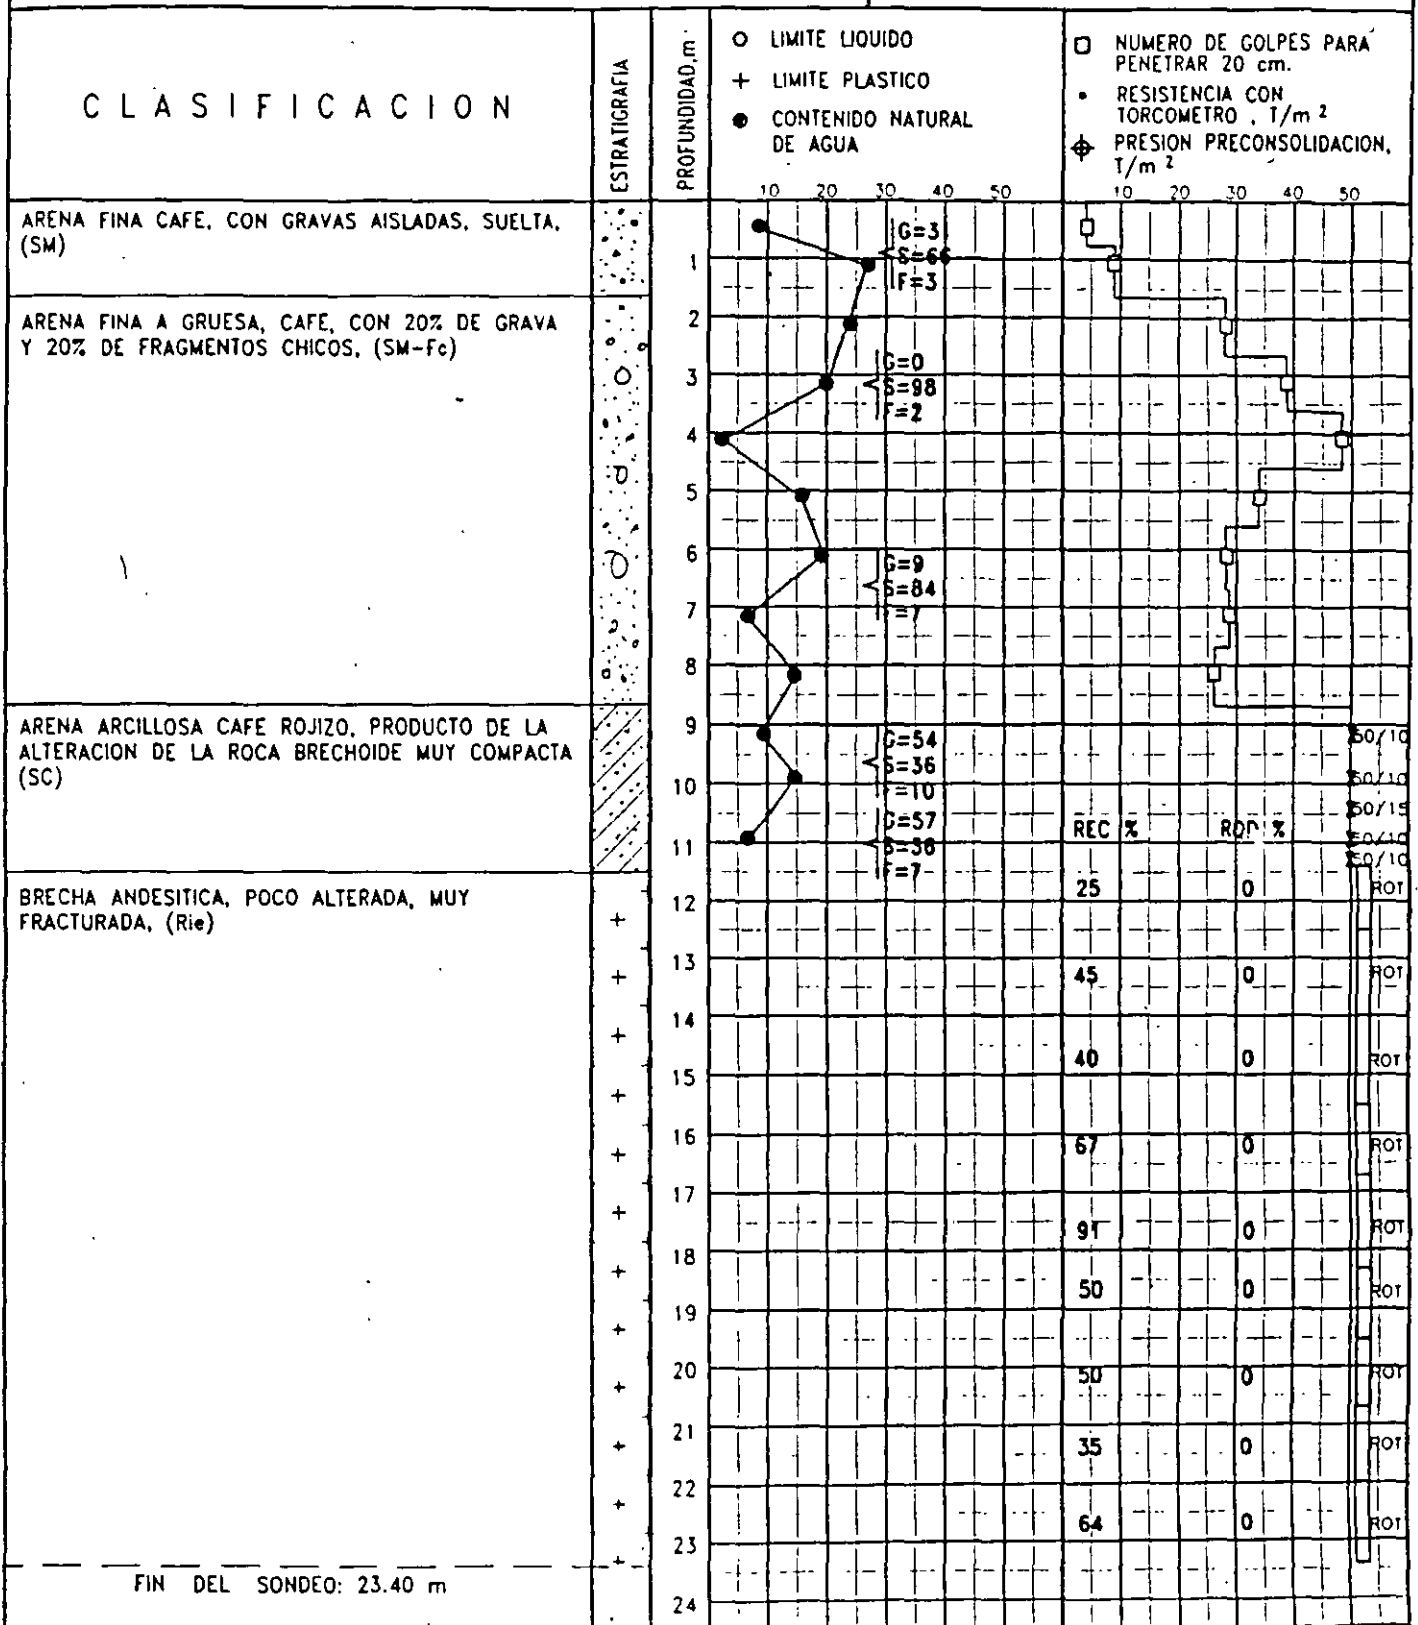 CLASIFICACION
ESTRATIGRAFIA
PROFUNDIDAD,m
LIMITE LIQUIDO
LIMITE PLASTICO
CONTENIDO NATURAL
DE AGUA
10 20 30 40 50
NUMERO DE GOLPES PARA
PENETRAR 20 cm.
RESISTENCIA CON
TORCOMETRO , T/m 2
PRESION PRECONSOLIDACION,
T/m 2
10 20 30 40 50
ARENA FINA CAFE, CON GRAVAS AISLADAS, SUELTA,
(SM)
ARENA FINA A GRUESA, CAFE, CON 20% DE GRAVA
Y 20% DE FRAGMENTOS CHICOS, (SM-Fc)
ARENA ARCILLOSA CAFE ROJIZO, PRODUCTO DE LA
ALTERACION DE LA ROCA BRECHOIDE MUY COMPACTA
(SC)
BRECHA ANDESITICA, POCO ALTERADA, MUY
FRACTURADA, (Rie)
FIN DEL SONDEO: 23.40 m
1
2
3
4
5
6
7
8
9
10
11
12
13
14
15
16
17
18
19
20
21
22
23
24
G=3
S=66
F=3
G=0
S=98
F=2
G=9
S=84
F=7
G=54
S=36
F=10
G=57
S=36
F=7
50/10
50/10
50/15
50/10
50/10
REC % RQD %
25 0 ROT
45 0 ROT
40 0 ROT
67 0 ROT
91 0 ROT
50 0 ROT
50 0 ROT
35 0 ROT
64 0 ROT